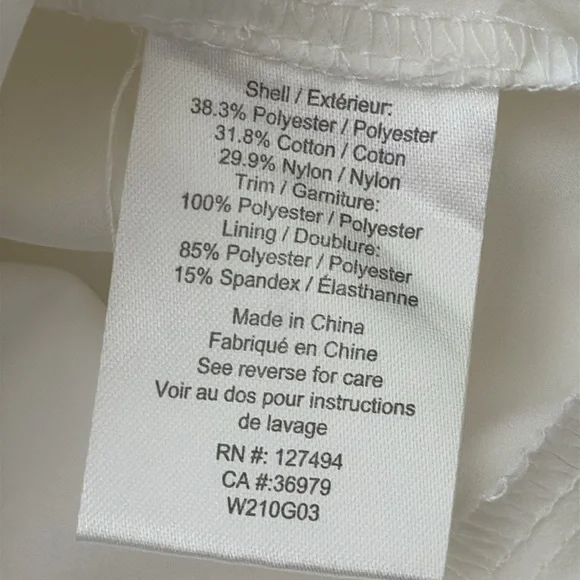 Shell / Extérieur:
38.3% Polyester / Polyester
31.8% Cotton / Coton
29.9% Nylon / Nylon
Trim / Garniture:
100% Polyester / Polyester
Lining / Doublure:
85% Polyester / Polyester
15% Spandex / Élasthanne
Made in China
Fabriqué en Chine
See reverse for care
Voir au dos pour instructions
de lavage
RN #: 127494
CA #:36979
W210G03